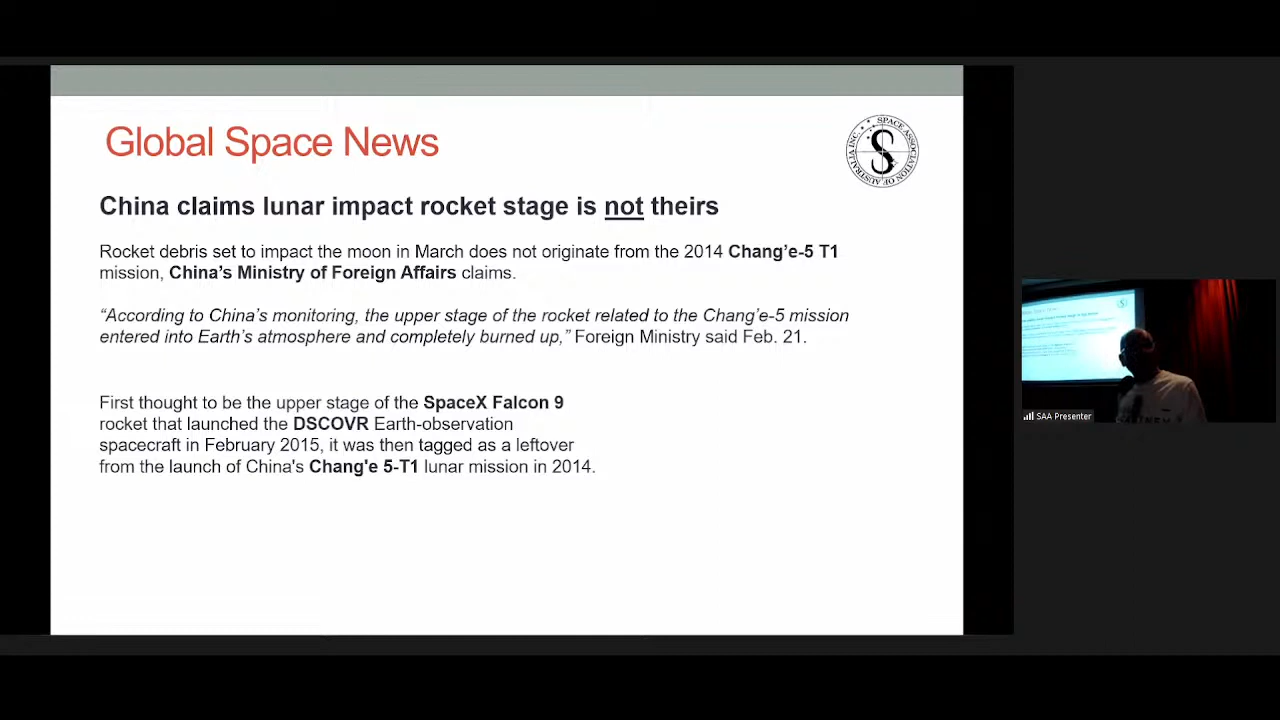 Global Space News
SPACE ASSOCIATION OF AUSTRALIA INC.
S
China claims lunar impact rocket stage is not theirs
Rocket debris set to impact the moon in March does not originate from the 2014 Chang’e-5 T1
mission, China’s Ministry of Foreign Affairs claims.
“According to China’s monitoring, the upper stage of the rocket related to the Chang’e-5 mission
entered into Earth’s atmosphere and completely burned up,” Foreign Ministry said Feb. 21.
First thought to be the upper stage of the SpaceX Falcon 9
rocket that launched the DSCOVR Earth-observation
spacecraft in February 2015, it was then tagged as a leftover
from the launch of China's Chang'e 5-T1 lunar mission in 2014.
SAA Presenter